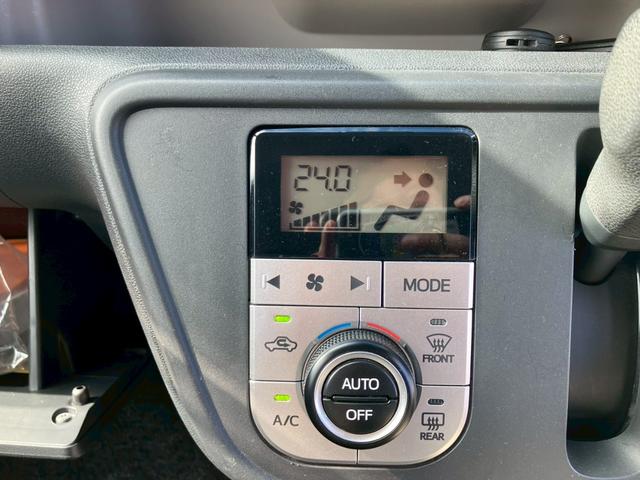 24.0
MODE
FRONT
AUTO
OFF
A/C
REAR